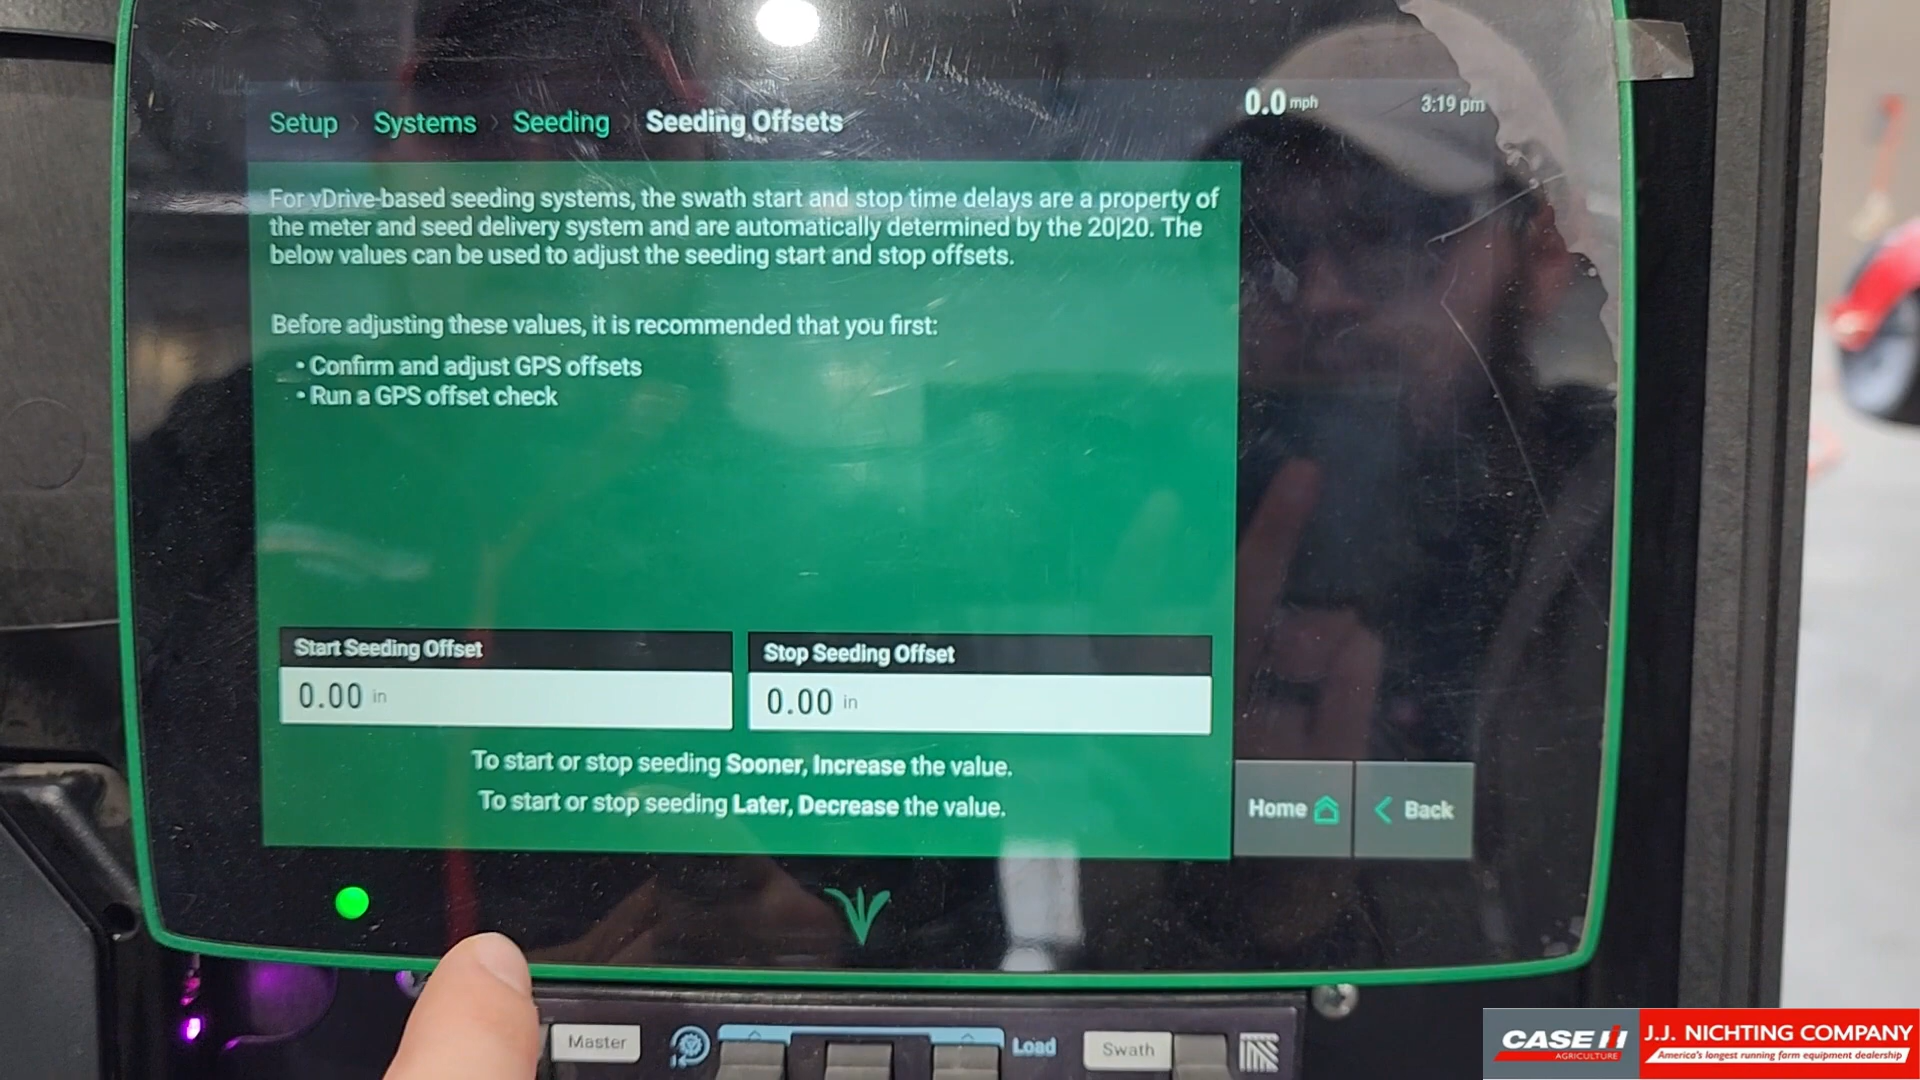 Setup > Systems > Seeding > Seeding Offsets
0.0 mph
3:19 pm
For vDrive-based seeding systems, the swath start and stop time delays are a property of
the meter and seed delivery system and are automatically determined by the 20|20. The
below values can be used to adjust the seeding start and stop offsets.
Before adjusting these values, it is recommended that you first:
• Confirm and adjust GPS offsets
• Run a GPS offset check
Start Seeding Offset
0.00 in
Stop Seeding Offset
0.00 in
To start or stop seeding Sooner, Increase the value.
To start or stop seeding Later, Decrease the value.
Home
< Back
Master
Load
Swath
CASE IH
AGRICULTURE
J.J. NICHTING COMPANY
America's longest running farm equipment dealership